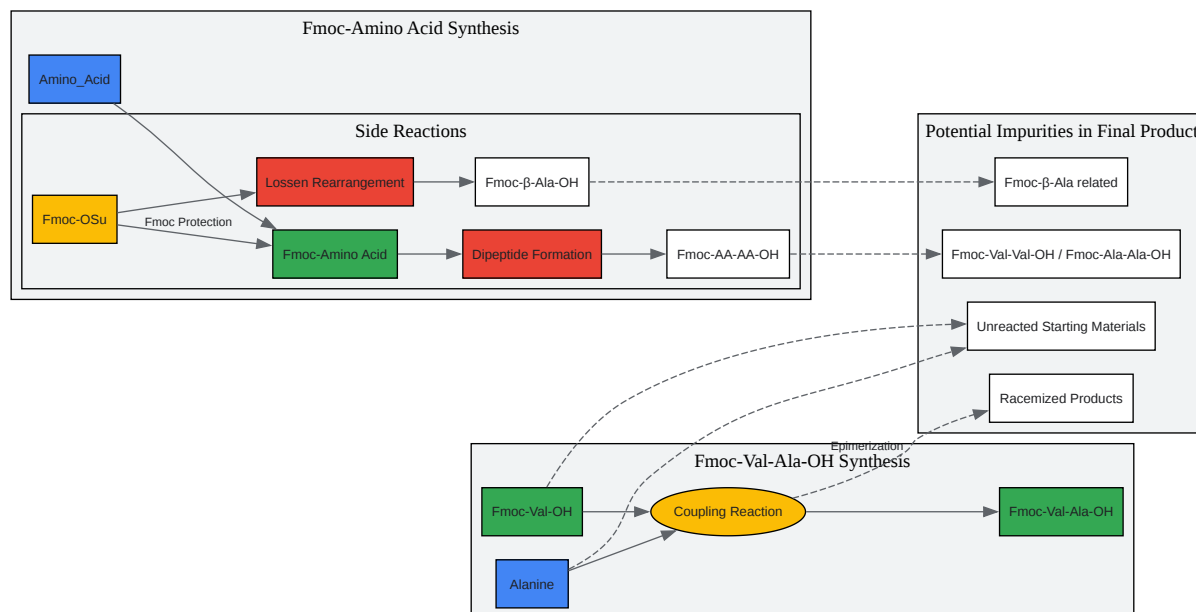 Fmoc-Amino Acid Synthesis
Amino_Acid
Side Reactions
Potential Impurities in Final Product
Lossen Rearrangement
Fmoc-β-Ala-OH
Fmoc-β-Ala related
Fmoc-OSu
Fmoc Protection
Fmoc-Amino Acid
Dipeptide Formation
Fmoc-AA-AA-OH
Fmoc-Val-Val-OH / Fmoc-Ala-Ala-OH
Unreacted Starting Materials
Racemized Products
Epimerization
Fmoc-Val-Ala-OH Synthesis
Fmoc-Val-OH
Coupling Reaction
Fmoc-Val-Ala-OH
Alanine